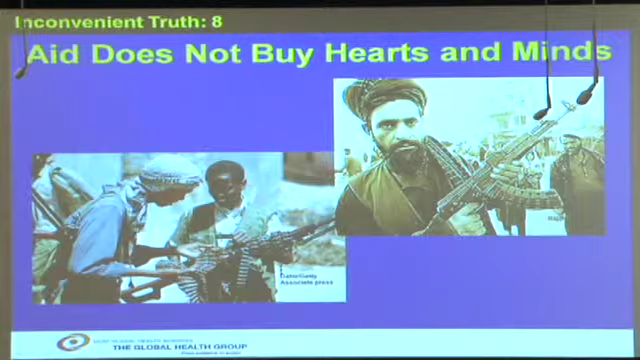 Inconvenient Truth: 8
Aid Does Not Buy Hearts and Minds
Associate press
THE GLOBAL HEALTH GROUP